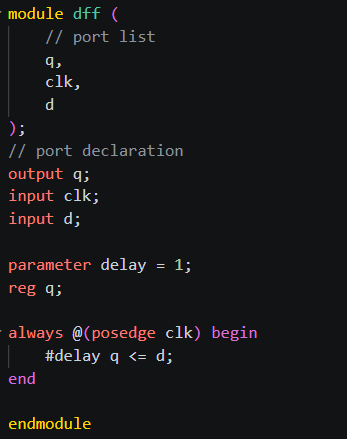 module dff (
    // port list
    q,
    clk,
    d
);
// port declaration
output q;
input clk;
input d;

parameter delay = 1;
reg q;

always @(posedge clk) begin
    #delay q <= d;
end

endmodule